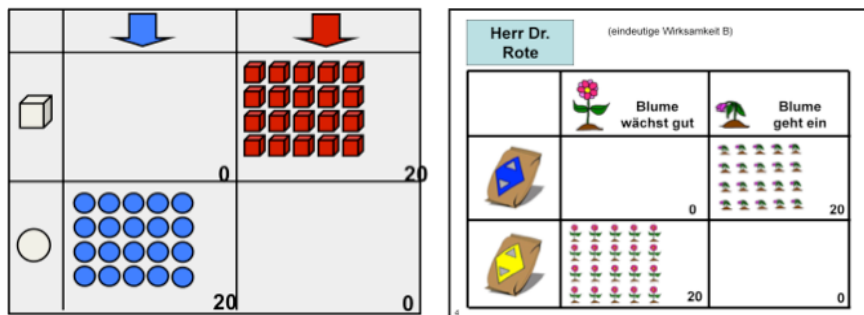 0
20
20
0
Herr Dr.
Rote
(eindeutige Wirksamkeit B)
Blume
wächst gut
Blume
geht ein
0
20
20
0
4